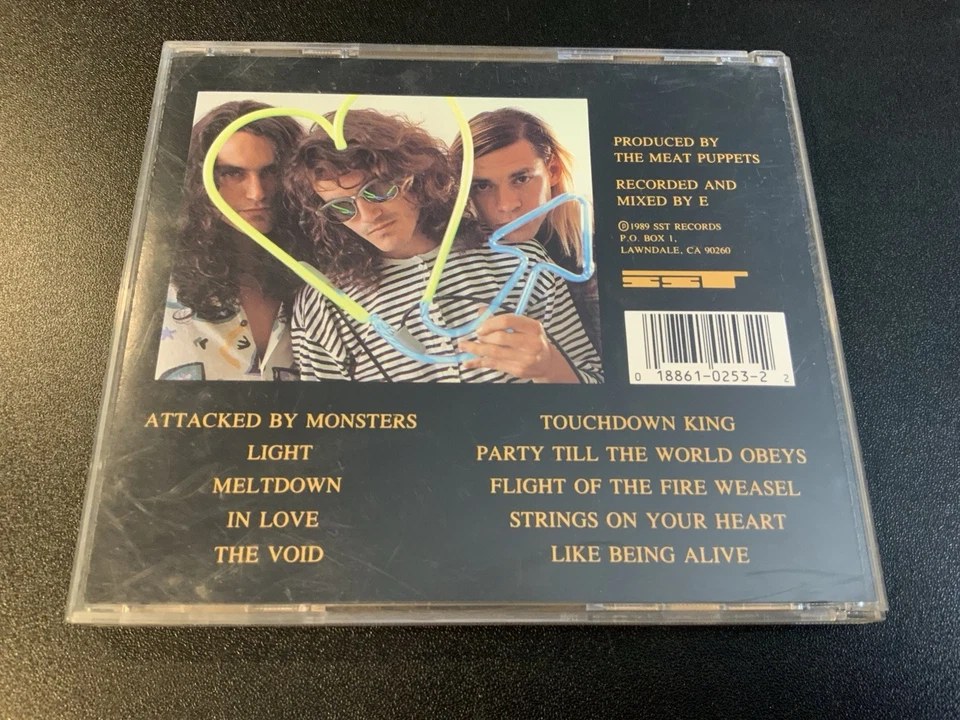 PRODUCED BY
THE MEAT PUPPETS
RECORDED AND
MIXED BY E
Ⓟ1989 SST RECORDS
P.O. BOX 1,
LAWNDALE, CA 90260
SST
0 18861-0253-2 2
ATTACKED BY MONSTERS
LIGHT
MELTDOWN
IN LOVE
THE VOID
TOUCHDOWN KING
PARTY TILL THE WORLD OBEYS
FLIGHT OF THE FIRE WEASEL
STRINGS ON YOUR HEART
LIKE BEING ALIVE